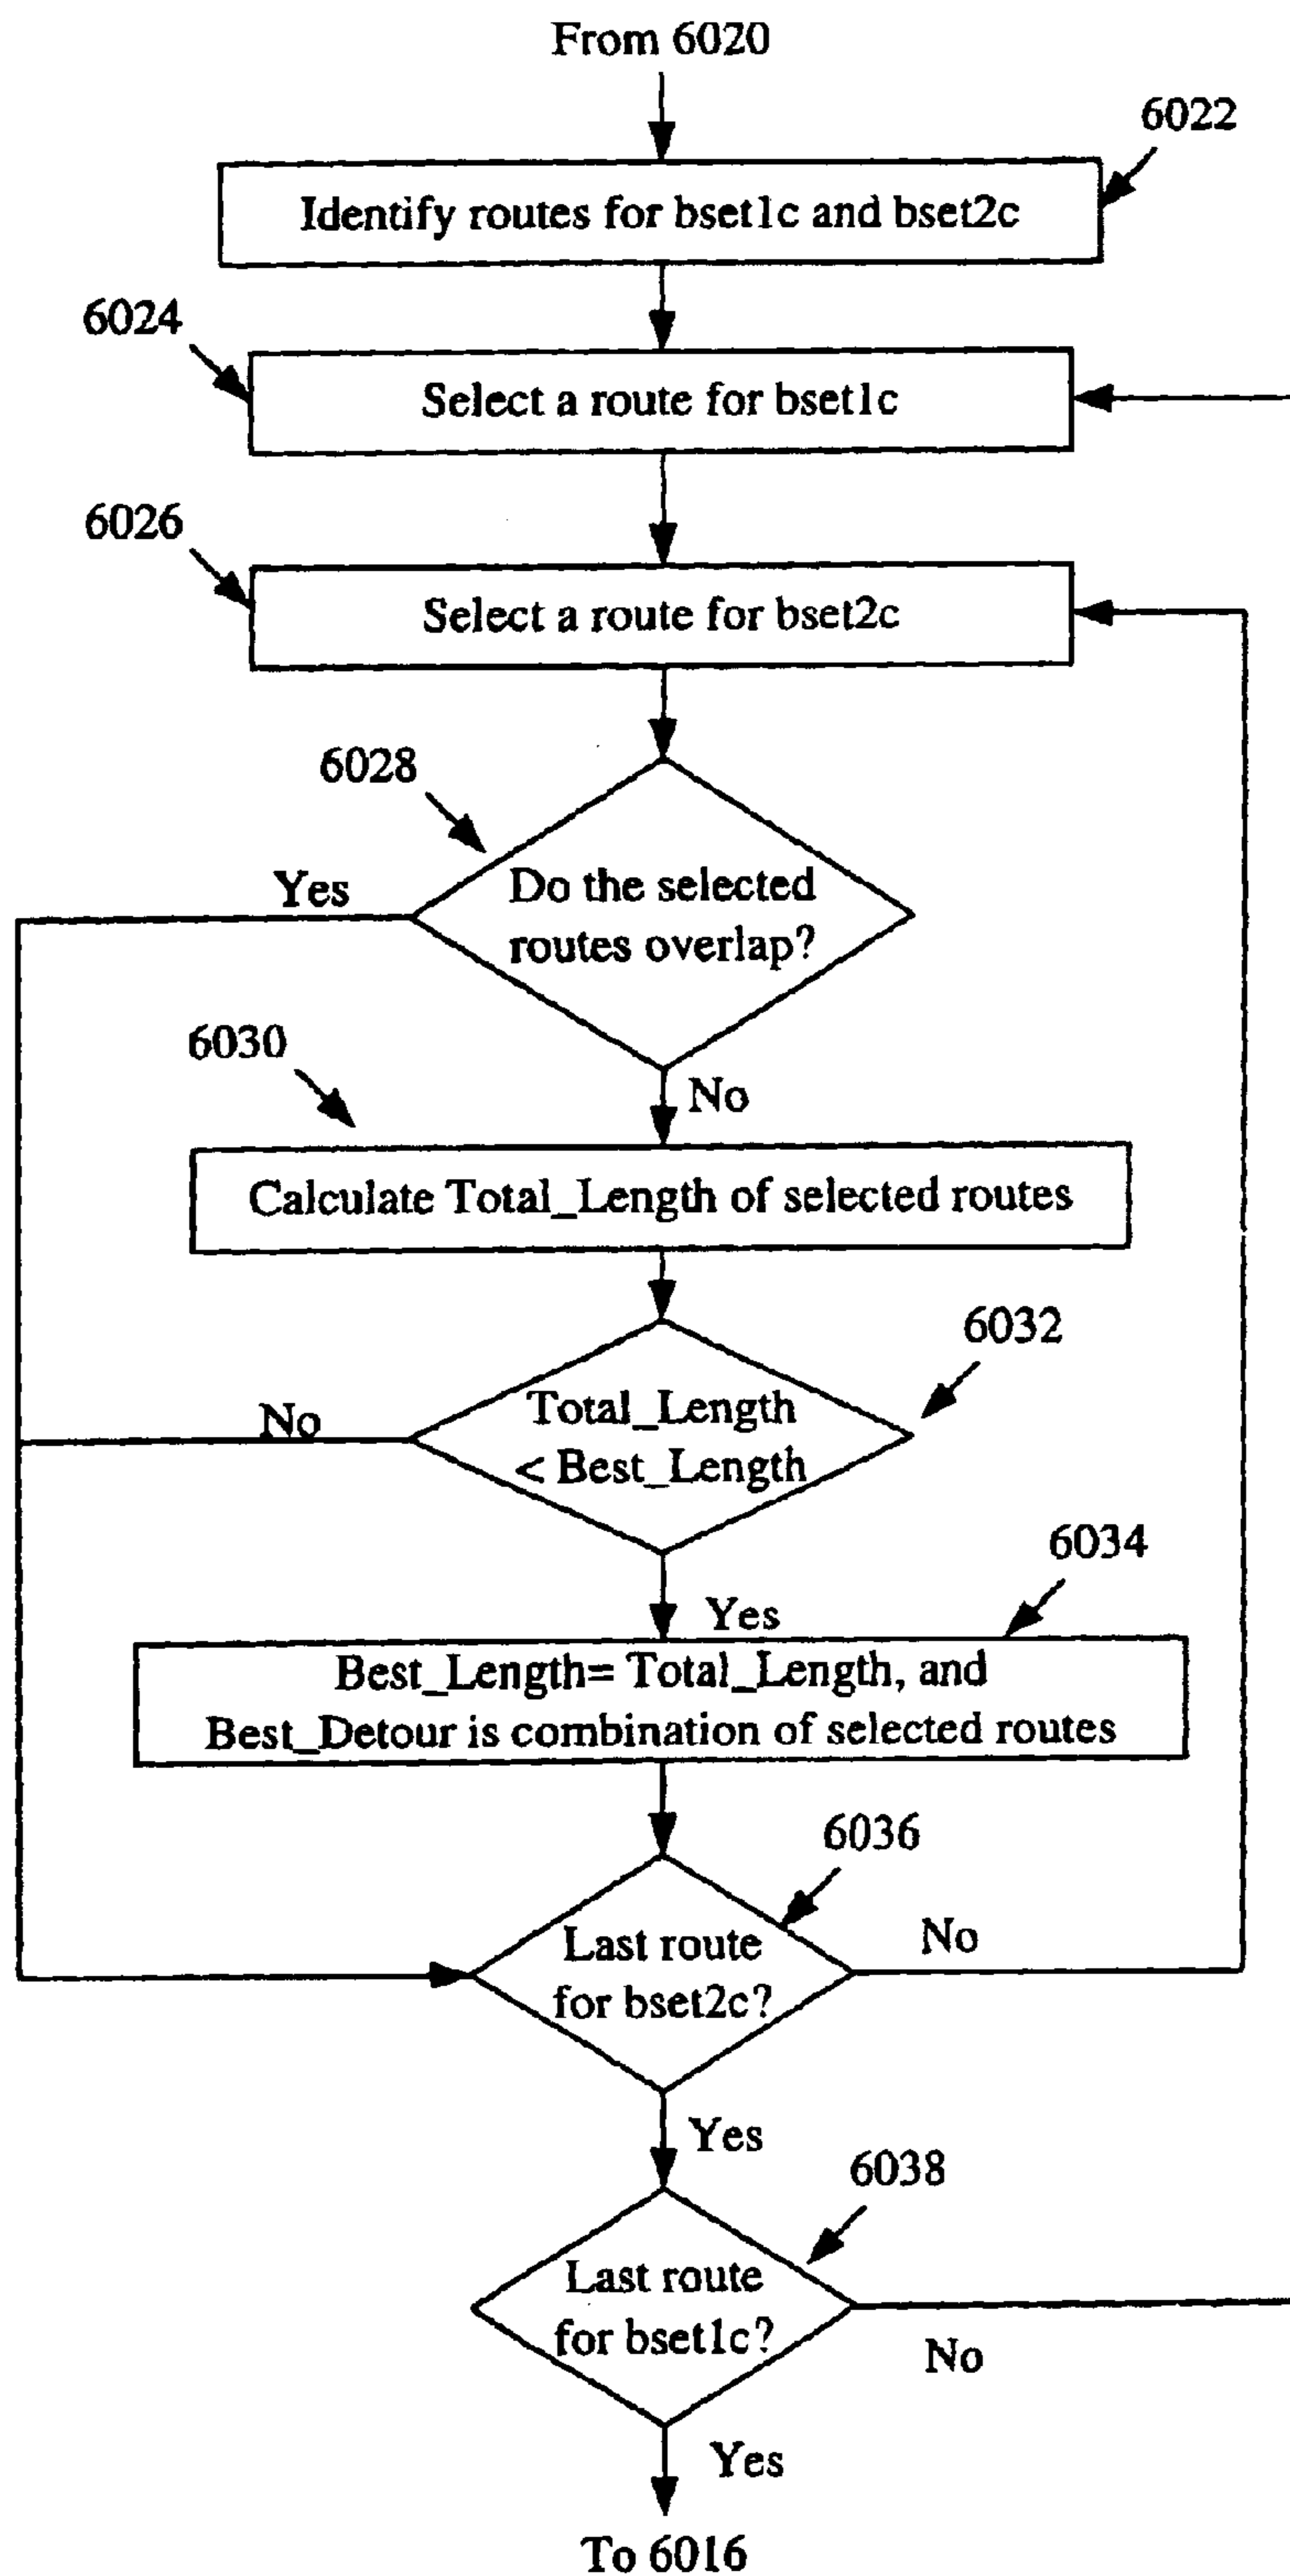 From 6020
6022
Identify routes for bset1c and bset2c
6024
Select a route for bset1c
6026
Select a route for bset2c
6028
Yes
Do the selected
routes overlap?
6030
No
Calculate Total_Length of selected routes
6032
No
Total_Length
< Best_Length
6034
Yes
Best_Length= Total_Length, and
Best_Detour is combination of selected routes
6036
Last route
for bset2c?
No
Yes
6038
Last route
for bset1c?
No
Yes
To 6016